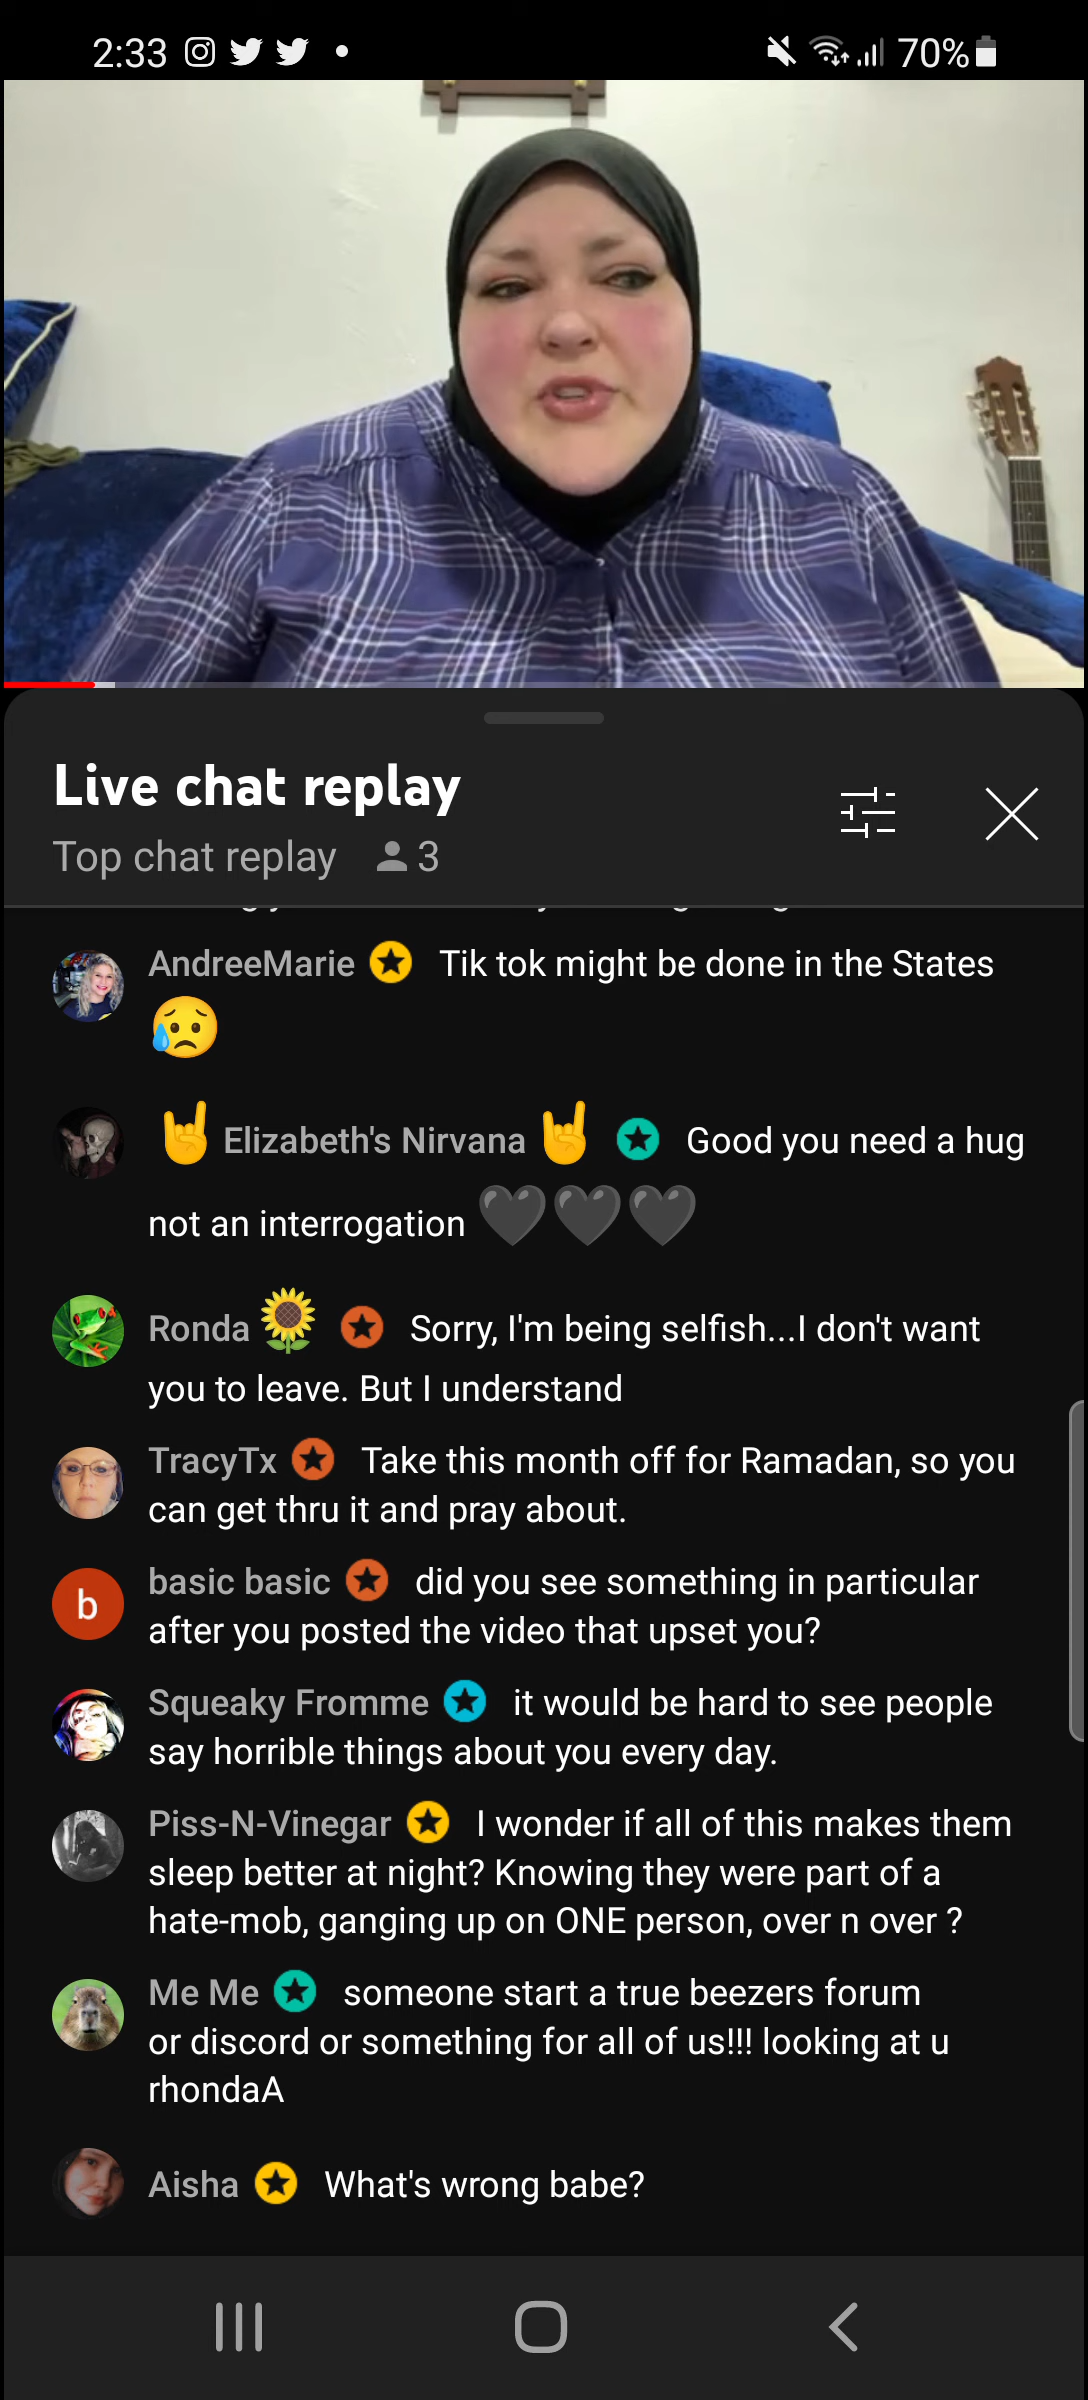 2:33 70%
Live chat replay
Top chat replay 3
AndreeMarie Tik tok might be done in the States
😥
🤘Elizabeth's Nirvana🤘 Good you need a hug
not an interrogation 🖤🖤🖤
Ronda🌻 Sorry, I'm being selfish...I don't want
you to leave. But I understand
TracyTx Take this month off for Ramadan, so you
can get thru it and pray about.
b
basic basic did you see something in particular
after you posted the video that upset you?
Squeaky Fromme it would be hard to see people
say horrible things about you every day.
Piss-N-Vinegar I wonder if all of this makes them
sleep better at night? Knowing they were part of a
hate-mob, ganging up on ONE person, over n over ?
Me Me someone start a true beezers forum
or discord or something for all of us!!! looking at u
rhondaA
Aisha What's wrong babe?